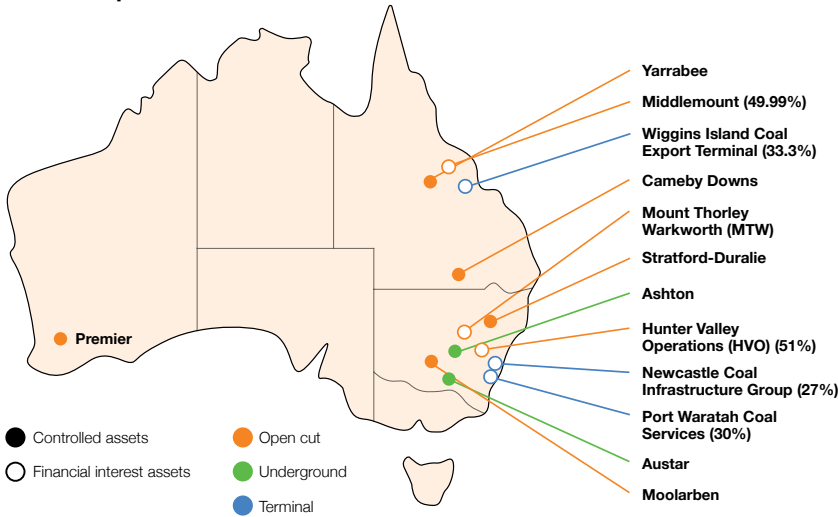 Yarrabee
Middlemount (49.99%)
Wiggins Island Coal
Export Terminal (33.3%)
Cameby Downs
Mount Thorley
Warkworth (MTW)
Stratford-Duralie
Ashton
Hunter Valley
Operations (HVO) (51%)
Newcastle Coal
Infrastructure Group (27%)
Port Waratah Coal
Services (30%)
Austar
Moolarben
Premier
Controlled assets
Financial interest assets
Open cut
Underground
Terminal